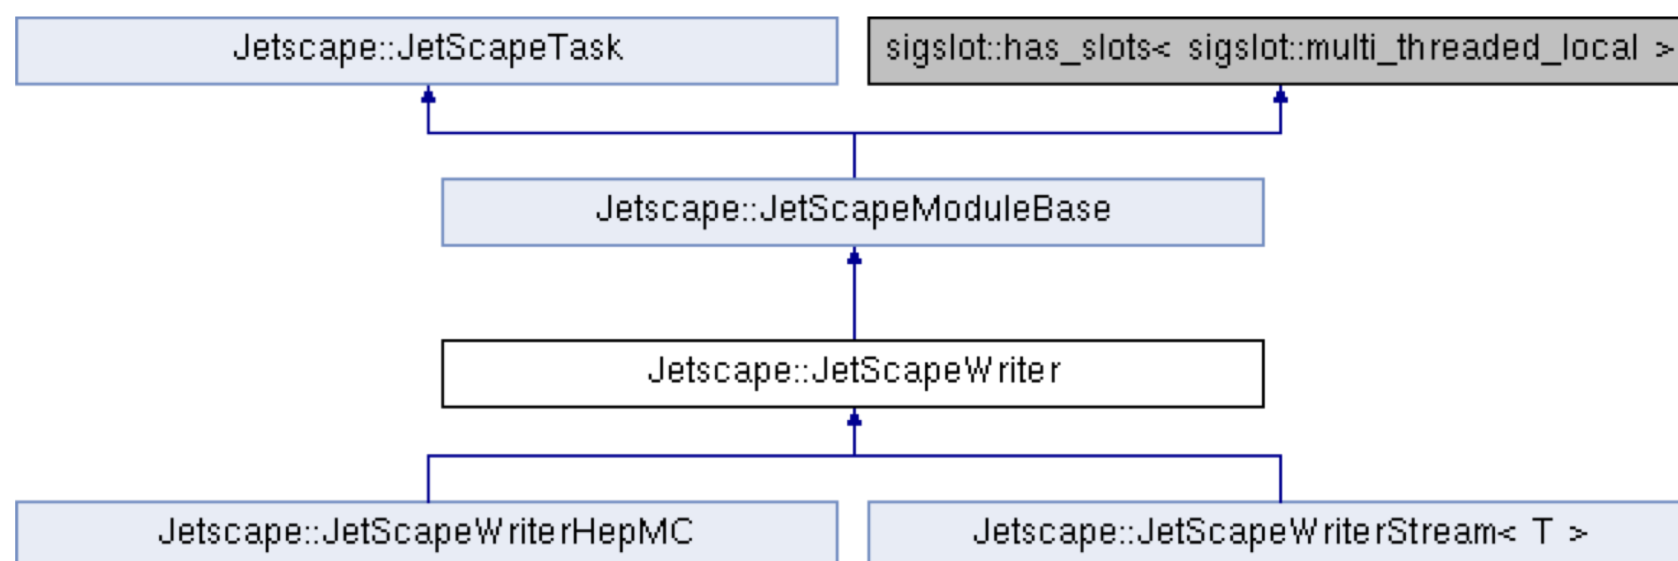 Jetscape::JetScapeTask
sigslot::has_slots< sigslot::multi_threaded_local >
Jetscape::JetScapeModuleBase
Jetscape::JetScapeWriter
Jetscape::JetScapeWriterHepMC
Jetscape::JetScapeWriterStream< T >